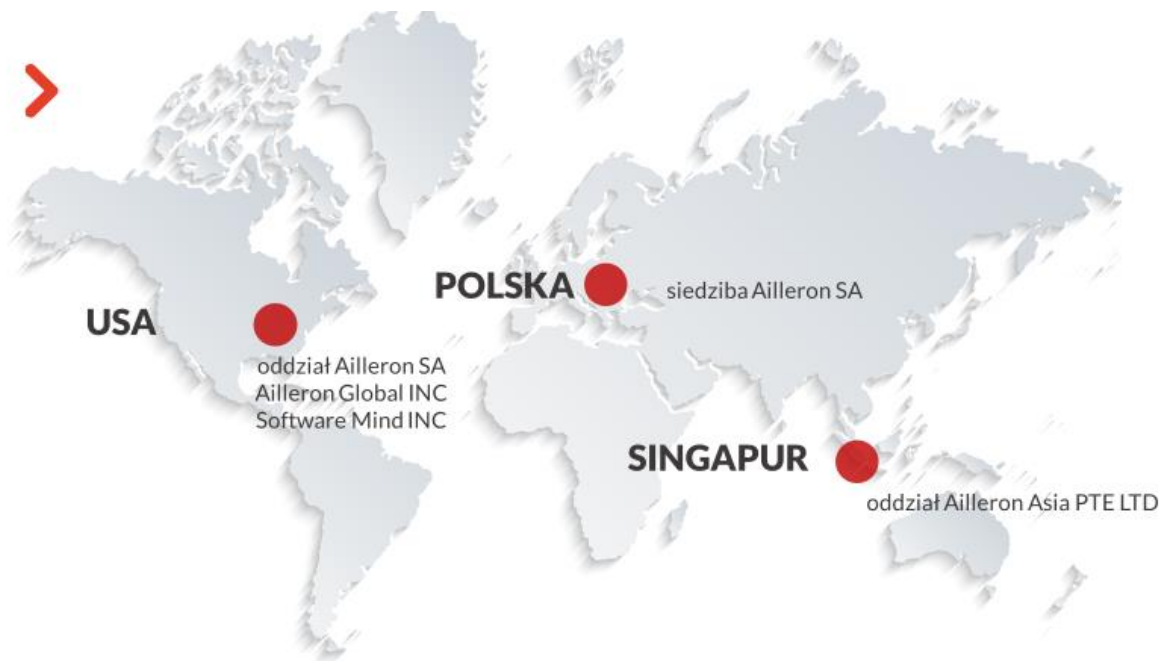 POLSKA
siedziba Ailleron SA
USA
oddział Ailleron SA
Ailleron Global INC
Software Mind INC
SINGAPUR
oddział Ailleron Asia PTE LTD